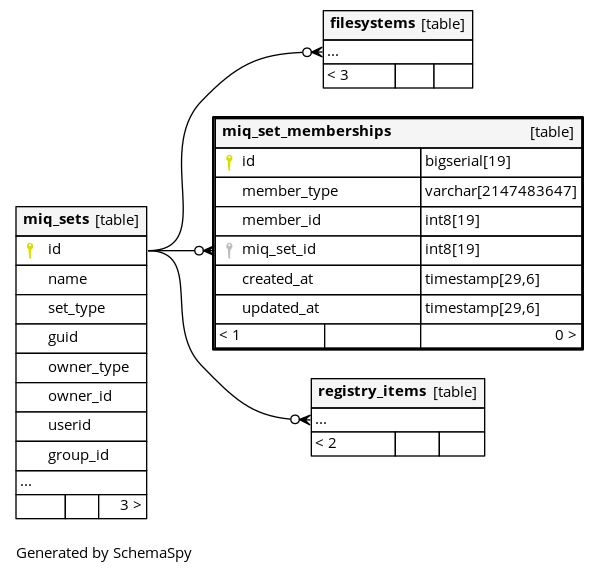 filesystems [table]
...
< 3
miq_set_memberships [table]
id bigserial[19]
member_type varchar[2147483647]
member_id int8[19]
miq_set_id int8[19]
created_at timestamp[29,6]
updated_at timestamp[29,6]
< 1 0 >
miq_sets [table]
id
name
set_type
guid
owner_type
owner_id
userid
group_id
...
3 >
registry_items [table]
...
< 2
Generated by SchemaSpy